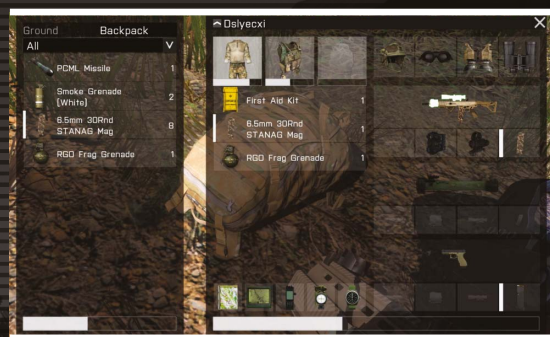 Ground Backpack
All V
PCML Missile 1
Smoke Grenade
(White) 2
6.5mm 30Rnd
STANAG Mag 8
RGO Frag Grenade 1
Dslyecxi X
First Aid Kit 1
6.5mm 30Rnd
STANAG Mag 1
RGO Frag Grenade 1